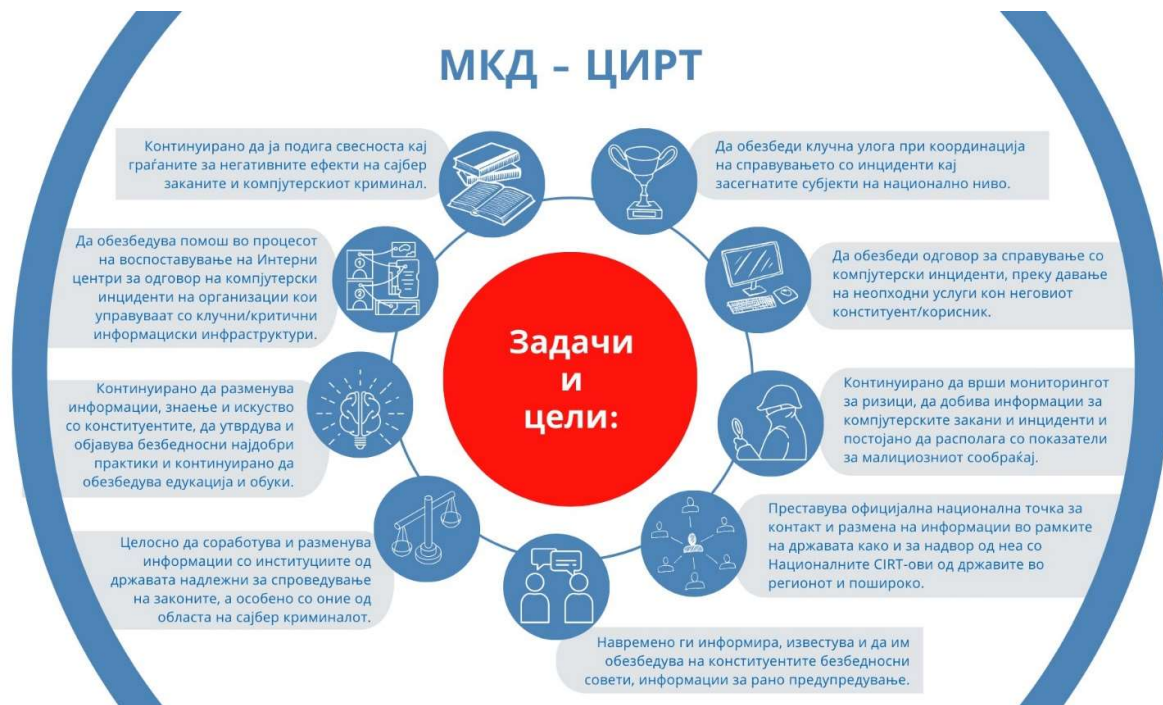 МКД - ЦИРТ
Континуирано да ја подига свесноста кај
граѓаните за негативните ефекти на сајбер
заканите и компјутерскиот криминал.
Да обезбеди клучна улога при координација
на справувањето со инциденти кај
засегнатите субјекти на национално ниво.
Да обезбедува помош во процесот
на воспоставување на Интерни
центри за одговор на компјутерски
инциденти на организации кои
управуваат со клучни/критични
информациски инфраструктури.
Да обезбеди одговор за справување со
компјутерски инциденти, преку давање
на неопходни услуги кон неговиот
конституент/корисник.
Задачи
и
цели:
Континуирано да разменува
информации, знаење и искуство
со конституентите, да утврдува и
објавува безбедносни најдобри
практики и континуирано да
обезбедува едукација и обуки.
Континуирано да врши мониторингот
за ризици, да добива информации за
компјутерските закани и инциденти и
постојано да располага со показатели
за малициозниот сообраќај.
Целосно да соработува и разменува
информации со институциите од
државата надлежни за спроведување
на законите, а особено со оние од
областа на сајбер криминалот.
Преставува официјална национална точка за
контакт и размена на информации во рамките
на државата како и за надвор од неа со
Националните CIRT-ови од државите во
регионот и пошироко.
Навремено ги информира, известува и да им
обезбедува на конституентите безбедносни
совети, информации за рано предупредување.
1
2